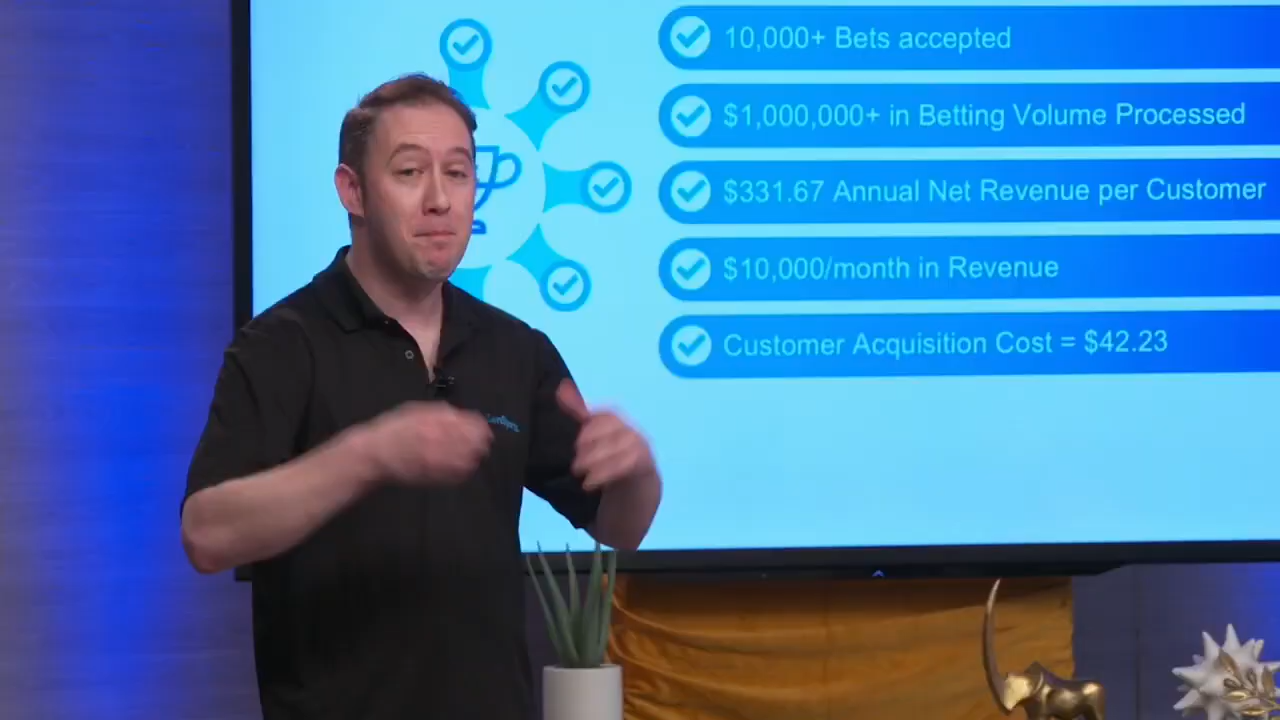 10,000+ Bets accepted
$1,000,000+ in Betting Volume Processed
$331.67 Annual Net Revenue per Customer
$10,000/month in Revenue
Customer Acquisition Cost = $42.23